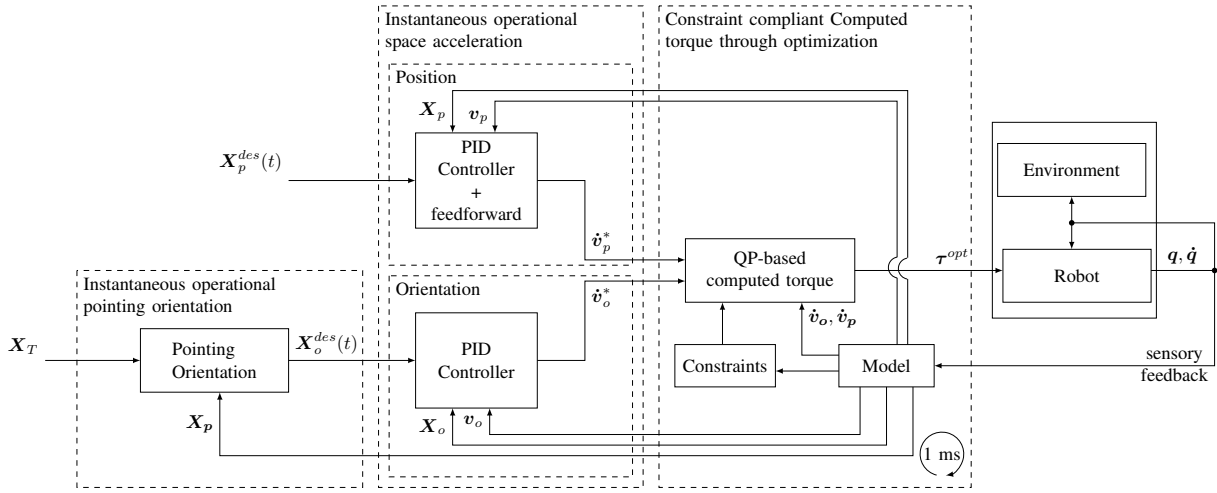 Instantaneous operational
space acceleration
Constraint compliant Computed
torque through optimization
Position
X_p
v_p
PID
Controller
+
feedforward
X_p^{des}(t)
Environment
v̇_p^*
QP-based
computed torque
τ^{opt}
Robot
q, q̇
Instantaneous operational
pointing orientation
Orientation
v̇_o^*
v̇_o, v̇_p
X_T
Pointing
Orientation
X_o^{des}(t)
PID
Controller
Constraints
Model
sensory
feedback
X_p
X_o
v_o
1 ms